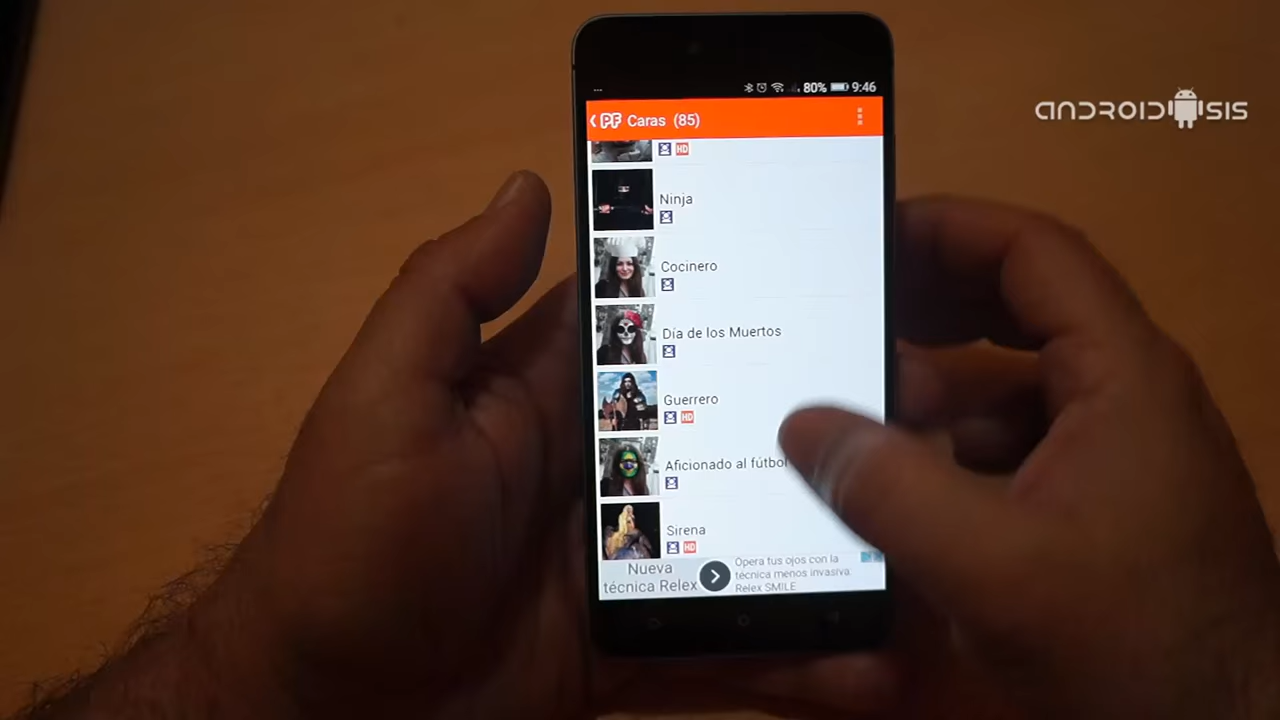 80% 9:46
ANDROIDSIS
PF Caras (85)
HD
Ninja
Cocinero
Día de los Muertos
Guerrero
HD
Aficionado al fútbol
Sirena
HD
Nueva
técnica Relex
Opera tus ojos con la
técnica menos invasiva.
Relex SMILE